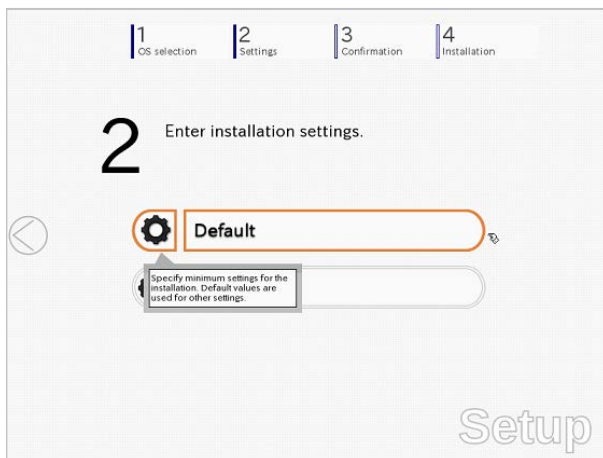 1
OS selection
2
Settings
3
Confirmation
4
Installation
2
Enter installation settings.
Default
Specify minimum settings for the
installation. Default values are
used for other settings.
Setup